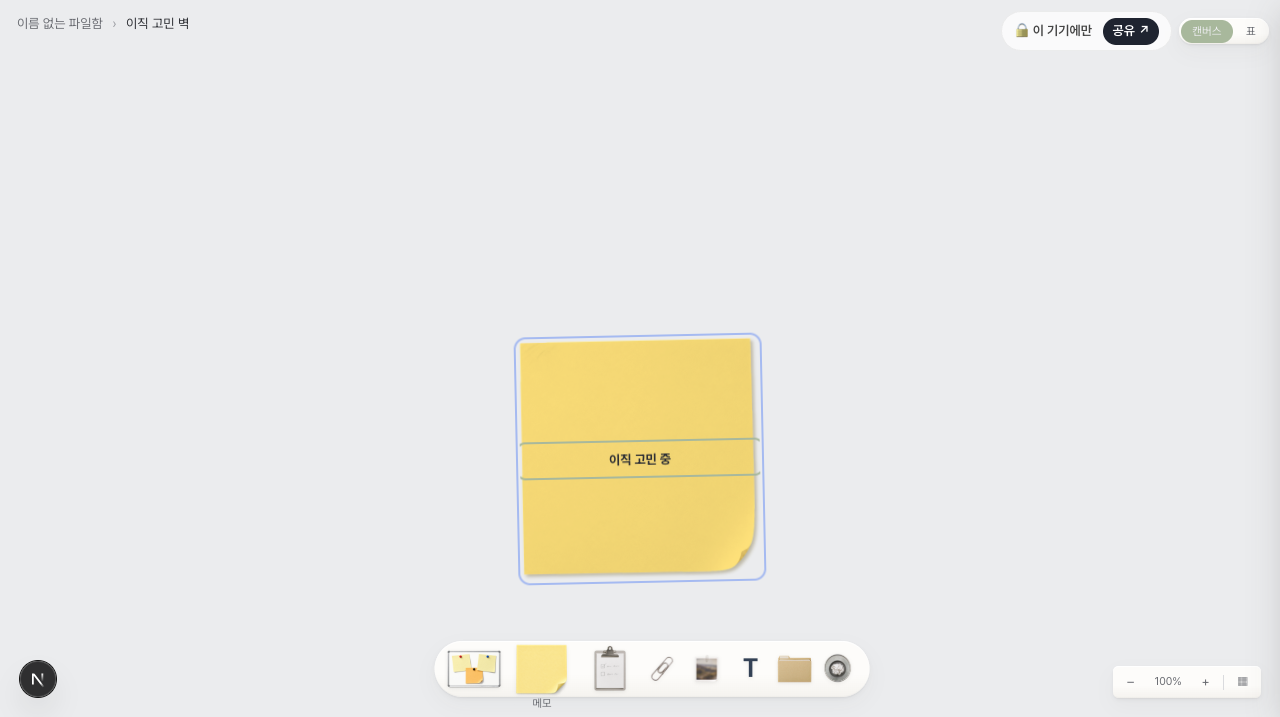 이름 없는 파일함 › 이직 고민 벽
이 기기에만
공유 ↗
캔버스
표
이직 고민 중
T
메모
N
− 100% +